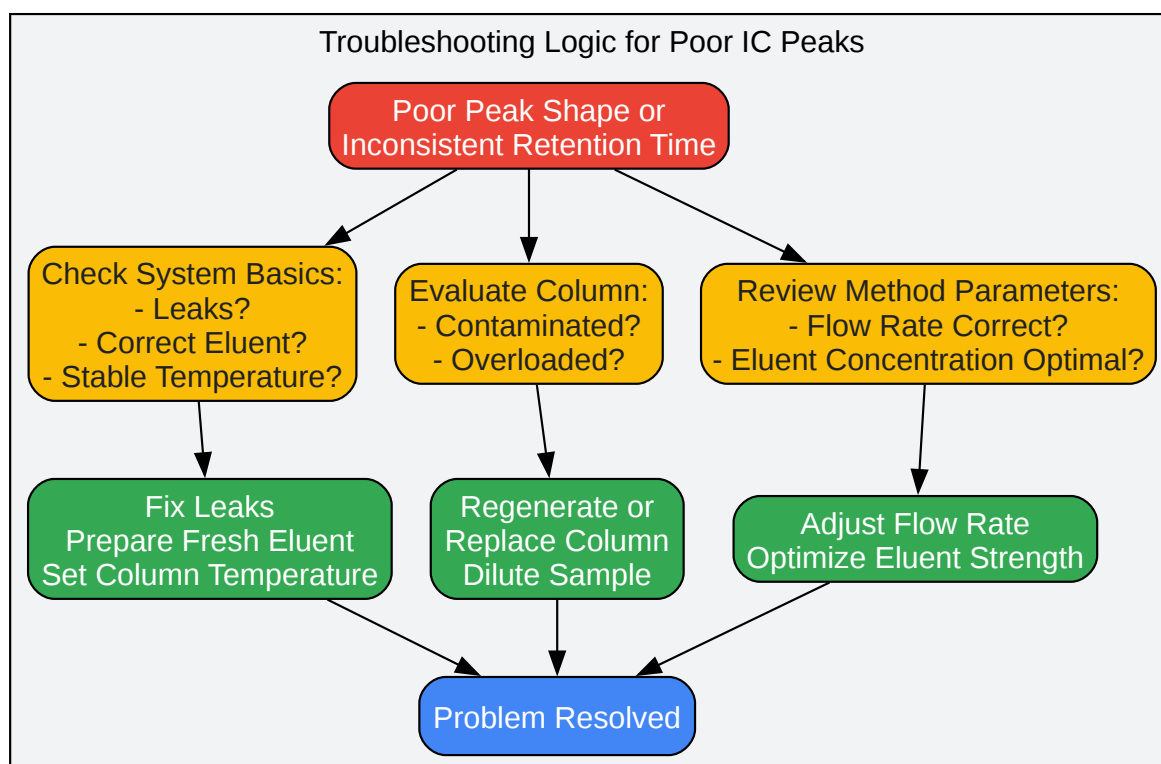 Troubleshooting Logic for Poor IC Peaks
Poor Peak Shape or
Inconsistent Retention Time
Check System Basics:
- Leaks?
- Correct Eluent?
- Stable Temperature?
Evaluate Column:
- Contaminated?
- Overloaded?
Review Method Parameters:
- Flow Rate Correct?
- Eluent Concentration Optimal?
Fix Leaks
Prepare Fresh Eluent
Set Column Temperature
Regenerate or
Replace Column
Dilute Sample
Adjust Flow Rate
Optimize Eluent Strength
Problem Resolved